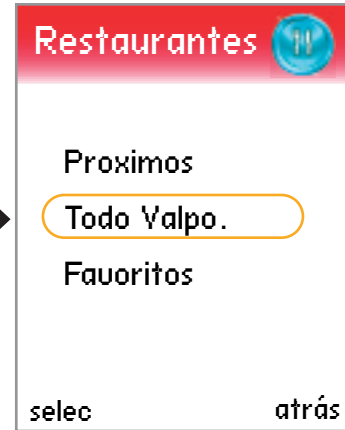 Restaurantes
Proximos
Todo Valpo.
Favoritos
selec atrás